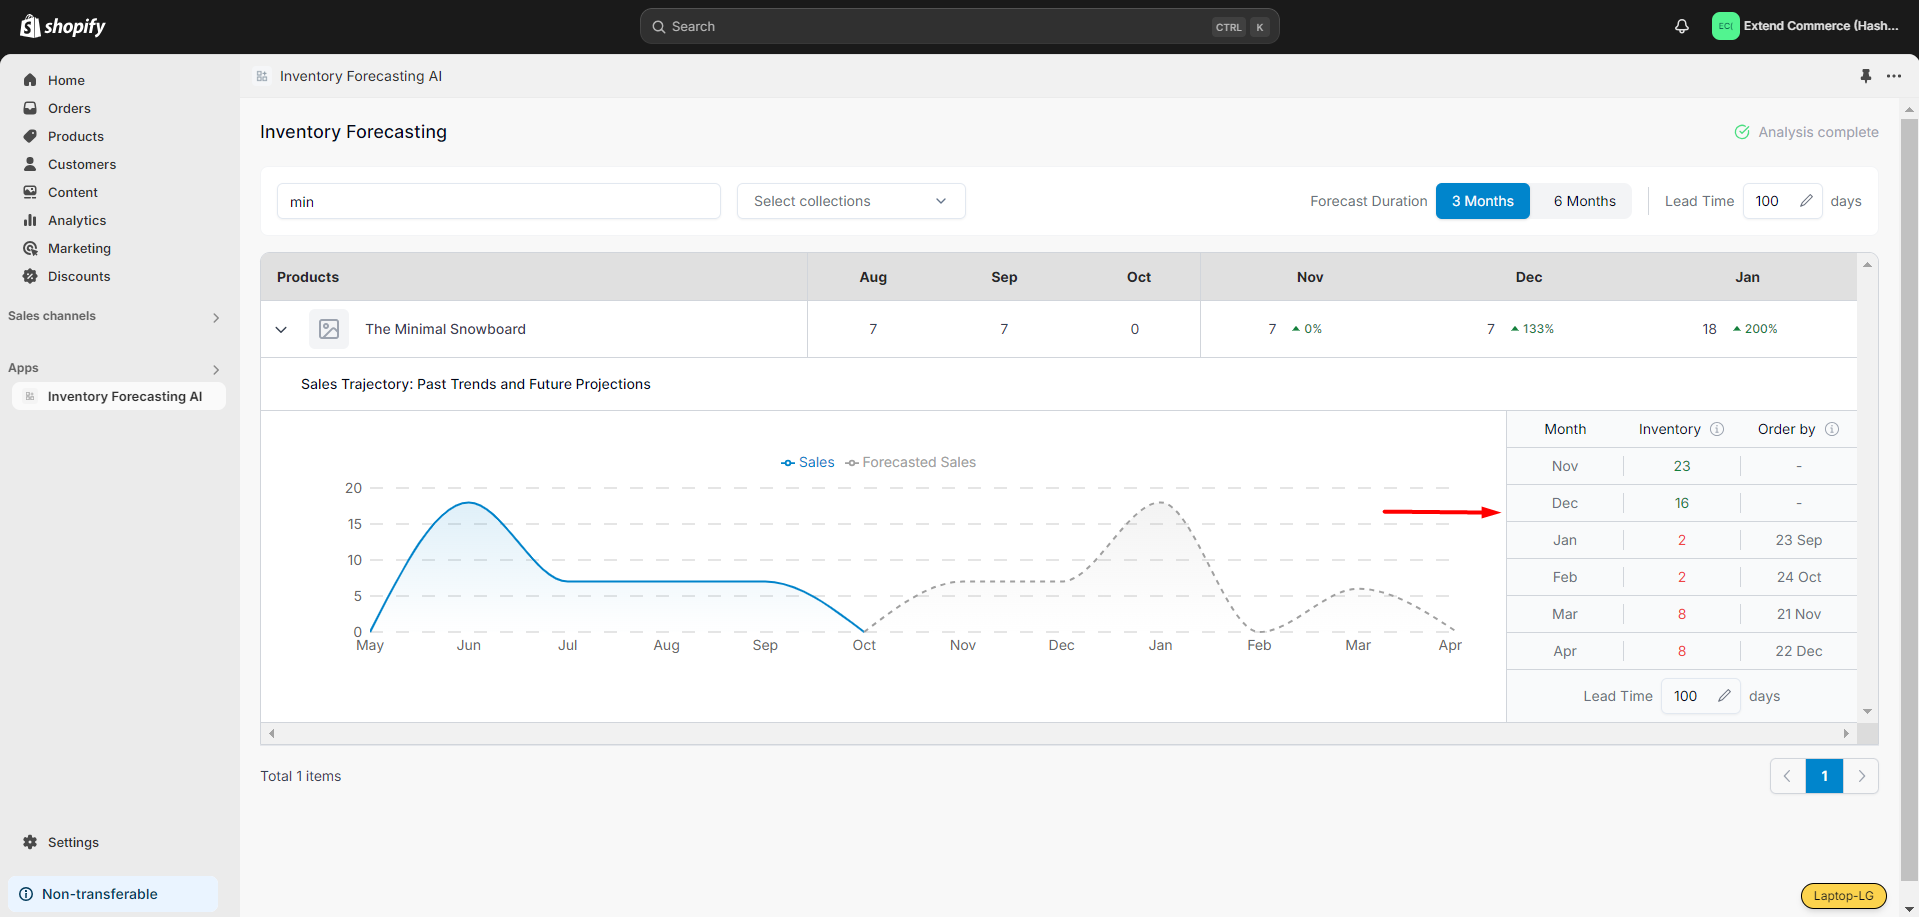 shopify
Search CTRL K
EC( Extend Commerce (Hash...
Home
Orders
Products
Customers
Content
Analytics
Marketing
Discounts
Sales channels
Apps
Inventory Forecasting AI
Settings
Non-transferable
Inventory Forecasting AI
Inventory Forecasting
Analysis complete
min Select collections Forecast Duration 3 Months 6 Months Lead Time 100 days
Products Aug Sep Oct Nov Dec Jan
The Minimal Snowboard 7 7 0 7 0% 7 133% 18 200%
Sales Trajectory: Past Trends and Future Projections
Sales Forecasted Sales
20
15
10
5
0
May Jun Jul Aug Sep Oct Nov Dec Jan Feb Mar Apr
Month Inventory Order by
Nov 23 -
Dec 16 -
Jan 2 23 Sep
Feb 2 24 Oct
Mar 8 21 Nov
Apr 8 22 Dec
Lead Time 100 days
Total 1 items
1
Laptop-LG